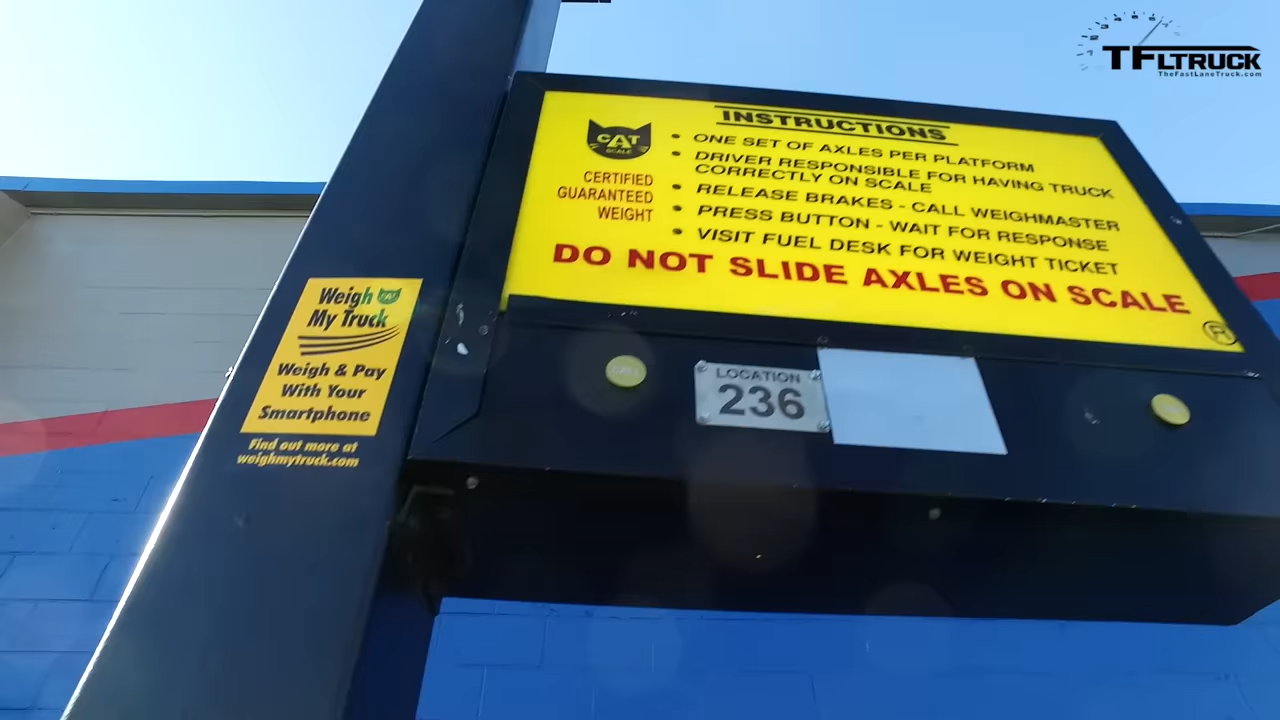 TFLTRUCK
TheFastLaneTruck.com
INSTRUCTIONS
CAT
SCALE
CERTIFIED
GUARANTEED
WEIGHT
• ONE SET OF AXLES PER PLATFORM
• DRIVER RESPONSIBLE FOR HAVING TRUCK
CORRECTLY ON SCALE
• RELEASE BRAKES - CALL WEIGHMASTER
• PRESS BUTTON - WAIT FOR RESPONSE
• VISIT FUEL DESK FOR WEIGHT TICKET
DO NOT SLIDE AXLES ON SCALE
®
Weigh CAT
My Truck
Weigh & Pay
With Your
Smartphone
Find out more at
weighmytruck.com
LOCATION
236